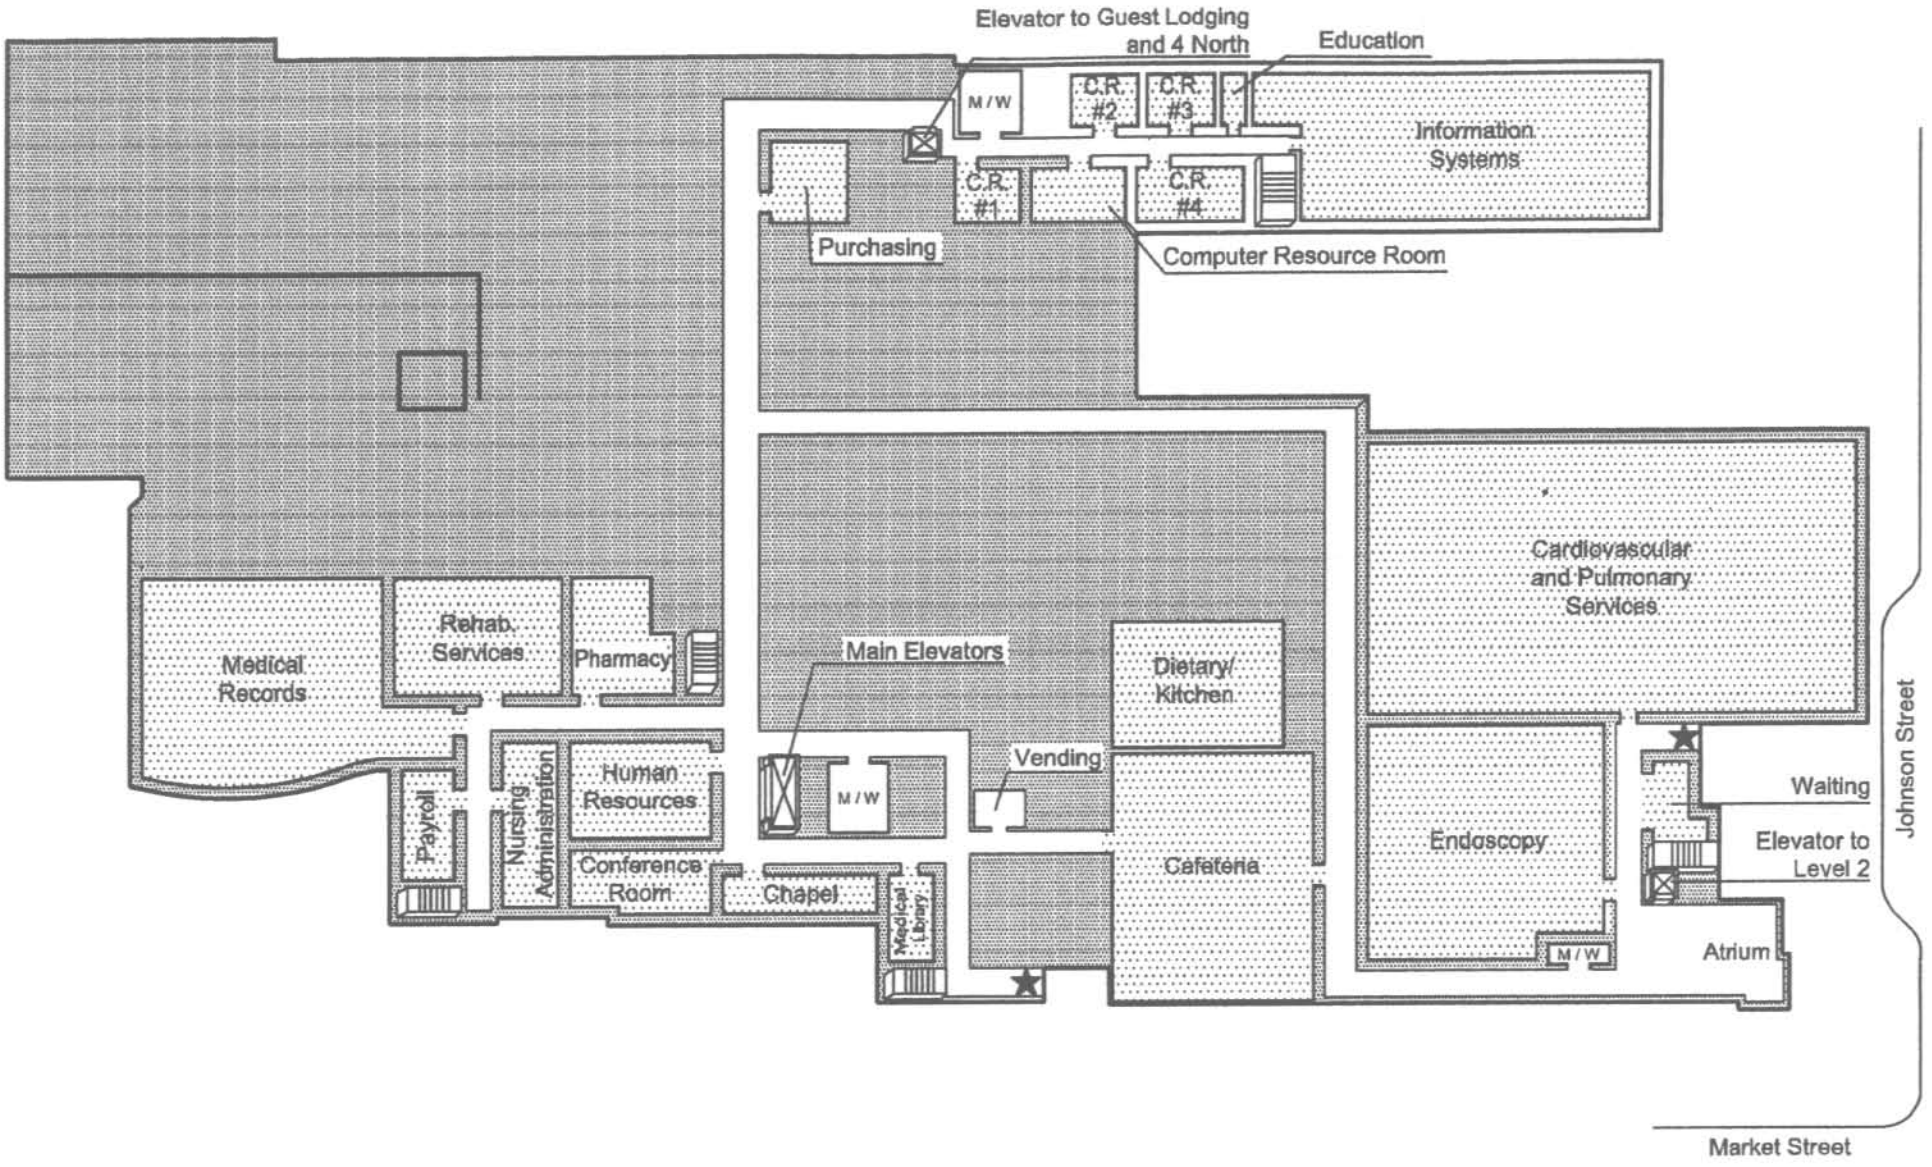 Elevator to Guest Lodging
and 4 North
Education
M / W
C.R.
#2
C.R.
#3
Information
Systems
C.R.
#1
C.R.
#4
Purchasing
Computer Resource Room
Cardiovascular
and Pulmonary
Services
Rehab.
Services
Pharmacy
Medical
Records
Main Elevators
Dietary/
Kitchen
Vending
Human
Resources
M / W
Payroll
Nursing
Administration
Conference
Room
Chapel
Medical
Library
Cafeteria
Endoscopy
Waiting
Elevator to
Level 2
M / W
Atrium
Johnson Street
Market Street